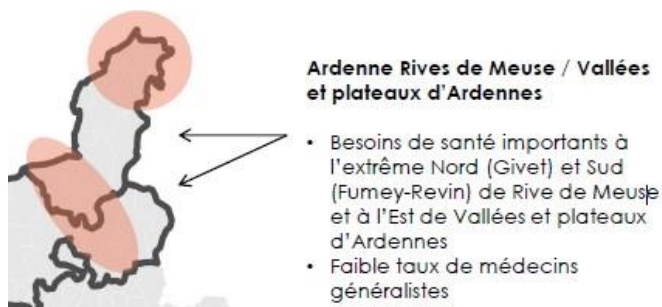 Ardenne Rives de Meuse / Vallées
et plateaux d'Ardennes
• Besoins de santé importants à
l'extrême Nord (Givet) et Sud
(Fumey-Revin) de Rive de Meuse
et à l'Est de Vallées et plateaux
d'Ardennes
• Faible taux de médecins
généralistes